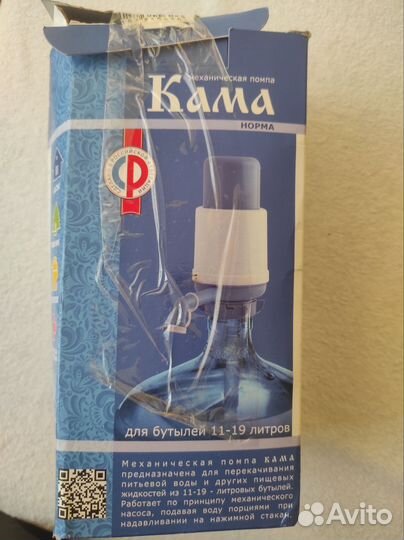 механическая помпа
Кама
НОРМА
РОССИЙСКОЙ
СР
для бутылей 11-19 литров
Механическая помпа КАМА
предназначена для перекачивания
питьевой воды и других пищевых
жидкостей из 11-19 - литровых бутылей.
Работает по принципу механического
насоса, подавая воду порциями при
надавливании на нажимной стакан.
Avito